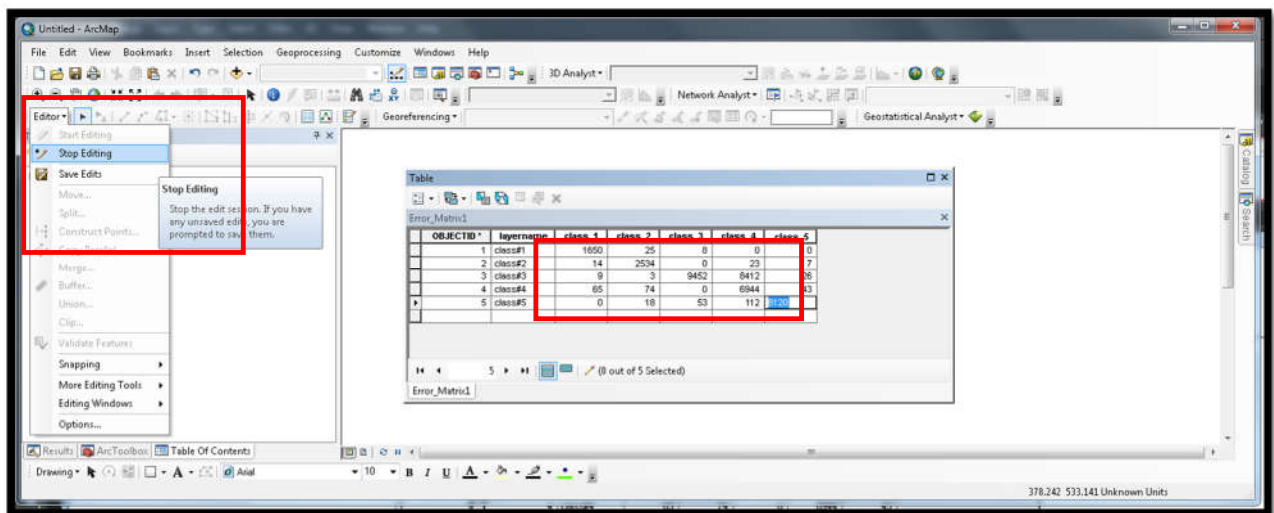 Untitled - ArcMap
File Edit View Bookmarks Insert Selection Geoprocessing Customize Windows Help
3D Analyst
Network Analyst
Editor Georeferencing Geostatistical Analyst
Start Editing
Stop Editing
Save Edits
Move...
Split...
Construct Points...
Merge...
Buffer...
Union...
Clip...
Validate Features
Snapping
More Editing Tools
Editing Windows
Options...
Stop Editing
Stop the edit session. If you have
any unsaved edits, you are
prompted to save them.
Table
Error_Matrix1
OBJECTID * layername class_1 class_2 class_3 class_4 class_5
1 class#1 1650 25 8 0 0
2 class#2 14 2534 0 23 7
3 class#3 9 3 9452 8412 26
4 class#4 65 74 0 6944 43
5 class#5 0 18 53 112 8120
5 (0 out of 5 Selected)
Error_Matrix1
Catalog
Search
Results ArcToolbox Table Of Contents
Drawing A Arial 10 B I U A
378.242 533.141 Unknown Units